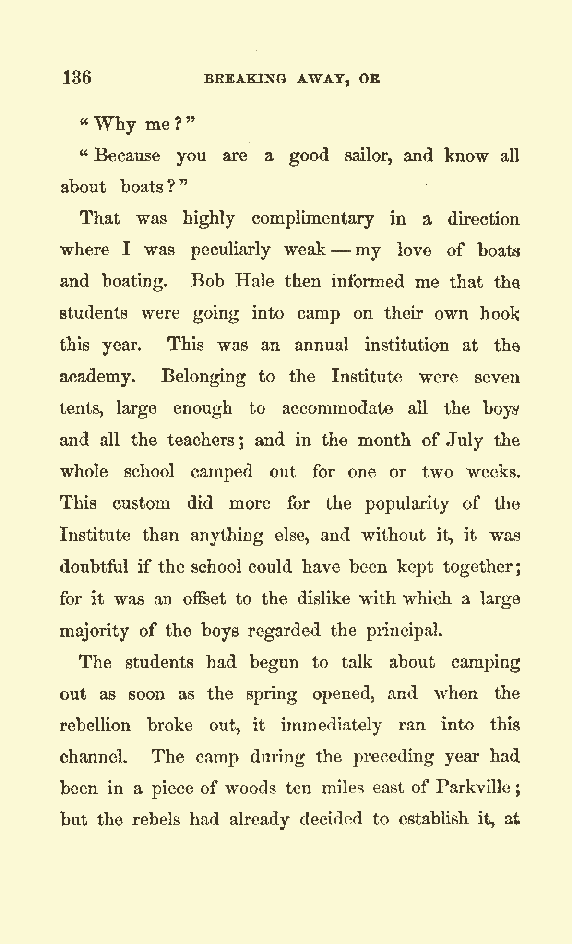 136 BREAKING AWAY, OR
"Why me?"
"Because you are a good sailor, and know all
about boats?"
That was highly complimentary in a direction
where I was peculiarly weak — my love of boats
and boating. Bob Hale then informed me that the
students were going into camp on their own hook
this year. This was an annual institution at the
academy. Belonging to the Institute were seven
tents, large enough to accommodate all the boys
and all the teachers; and in the month of July the
whole school camped out for one or two weeks.
This custom did more for the popularity of the
Institute than anything else, and without it, it was
doubtful if the school could have been kept together;
for it was an offset to the dislike with which a large
majority of the boys regarded the principal.
The students had begun to talk about camping
out as soon as the spring opened, and when the
rebellion broke out, it immediately ran into this
channel. The camp during the preceding year had
been in a piece of woods ten miles east of Parkville;
but the rebels had already decided to establish it, at